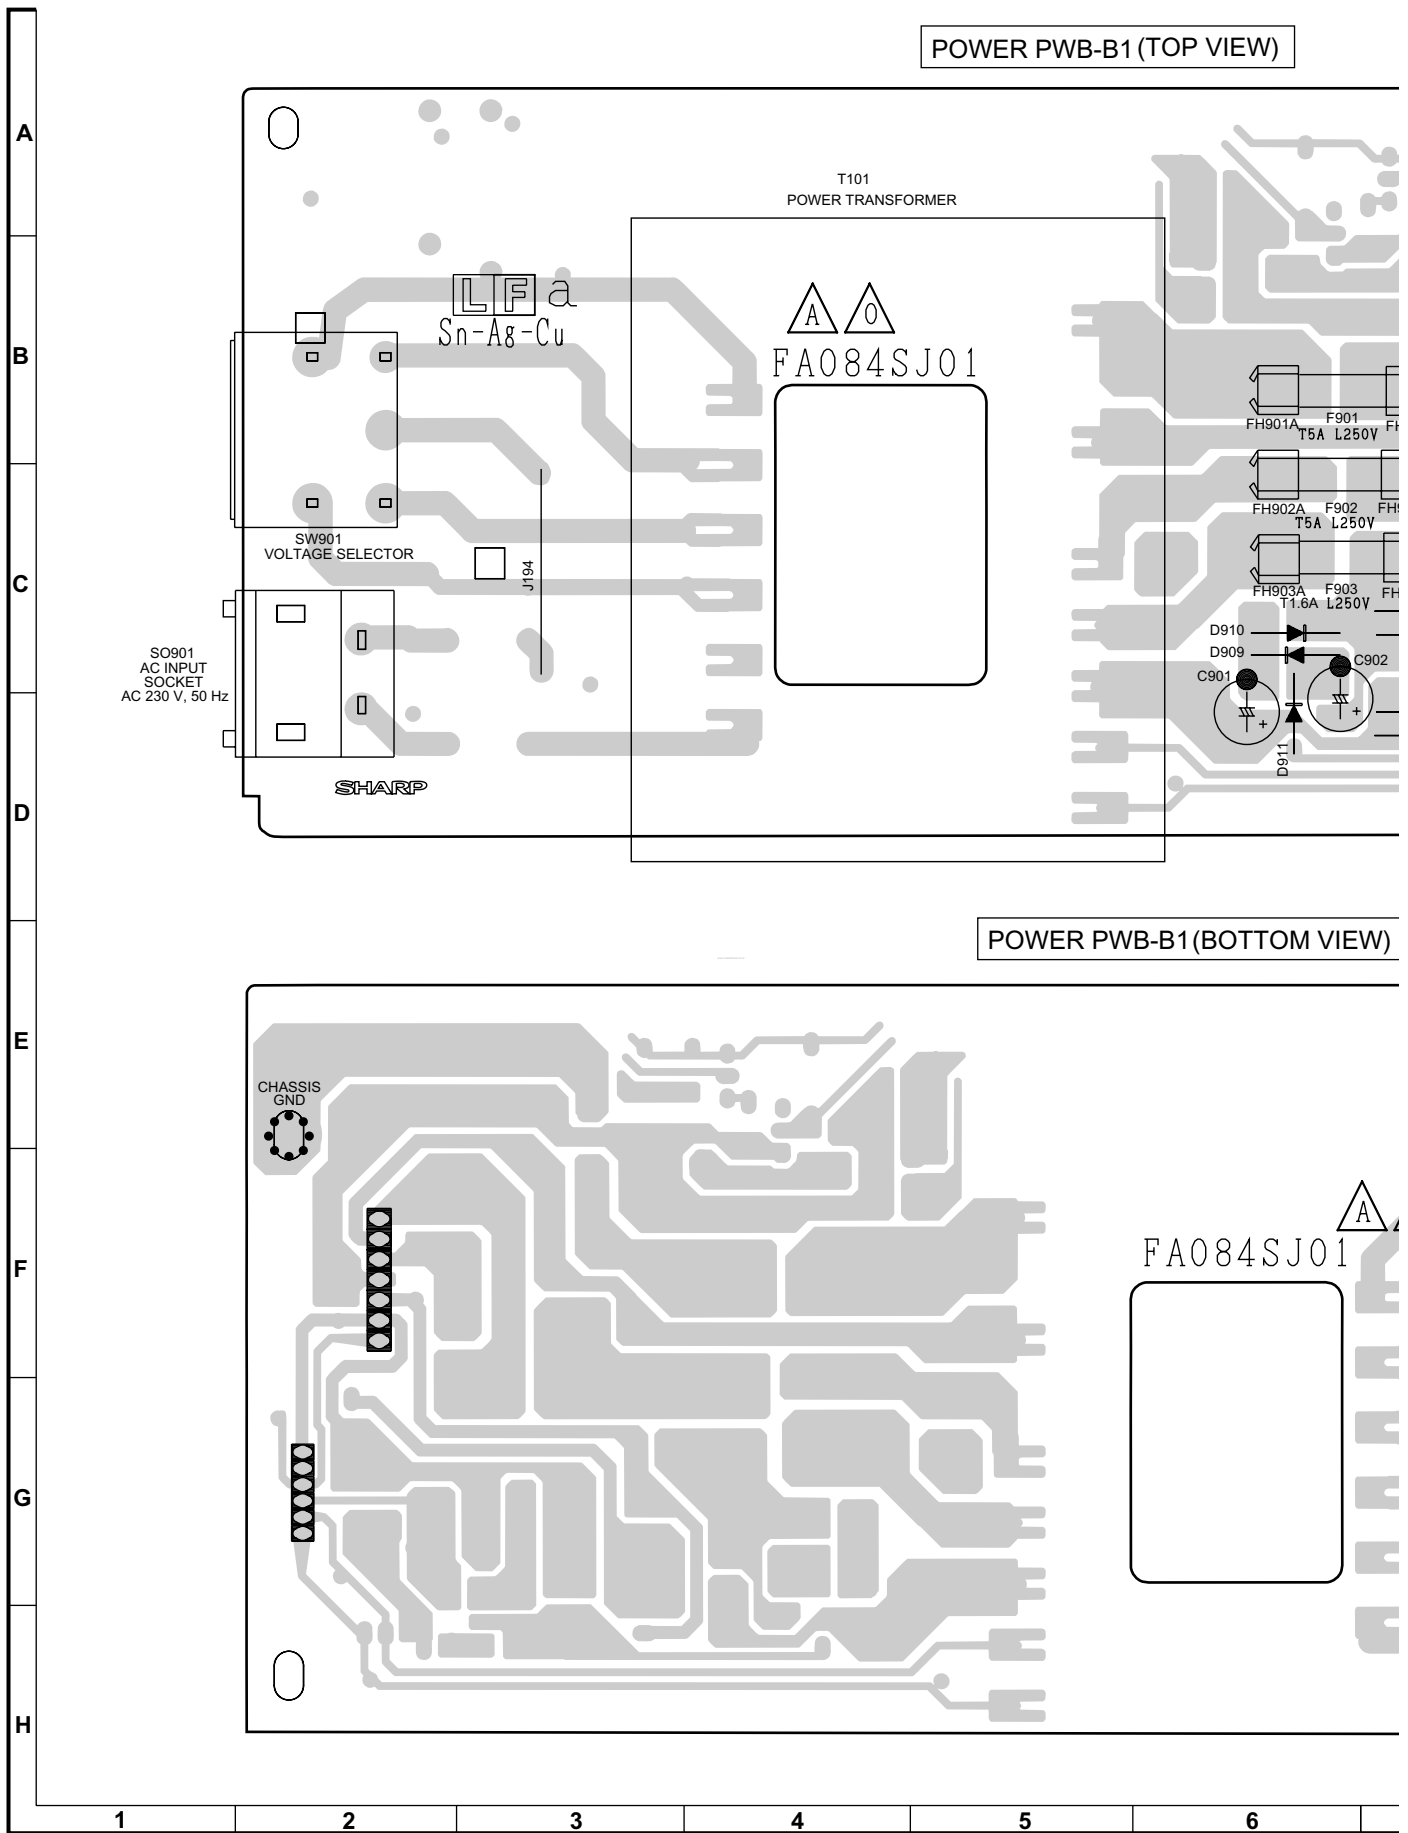 POWER PWB-B1 (TOP VIEW)
A
T101
POWER TRANSFORMER
LF a
Sn-Ag-Cu
A O
FA084SJ01
B
FH901A
F901
T5A L250V
FH902A
F902
T5A L250V
SW901
VOLTAGE SELECTOR
J194
C
FH903A
F903
FH
T1.6A L250V
D910
D909
C902
C901
SO901
AC INPUT
SOCKET
AC 230 V, 50 Hz
+ +
D911
SHARP
D
POWER PWB-B1(BOTTOM VIEW)
E
CHASSIS
GND
A
FA084SJ01
F
G
H
1 2 3 4 5 6